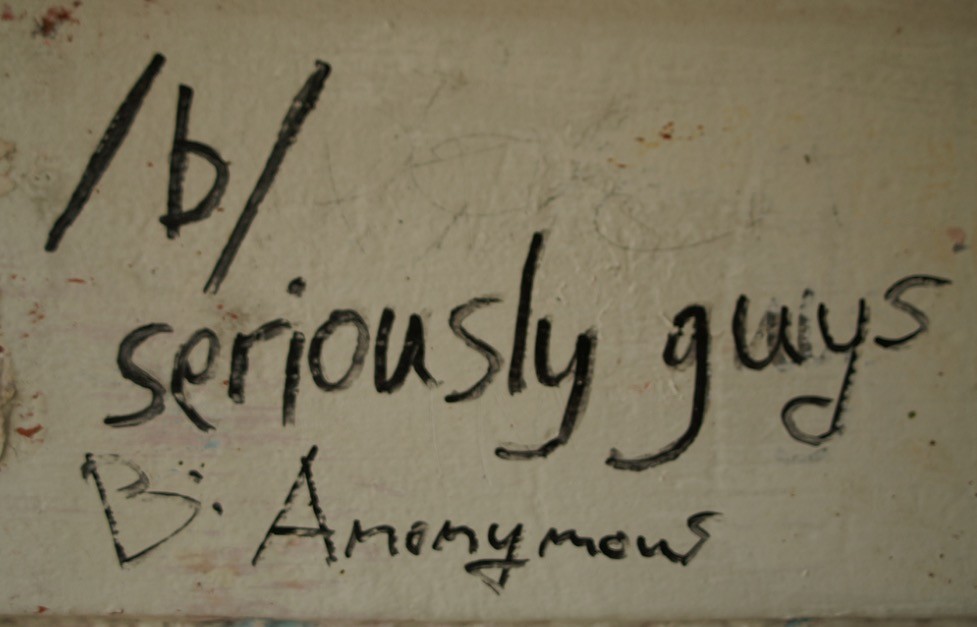 /b/
seriously guys
B: Anonymous